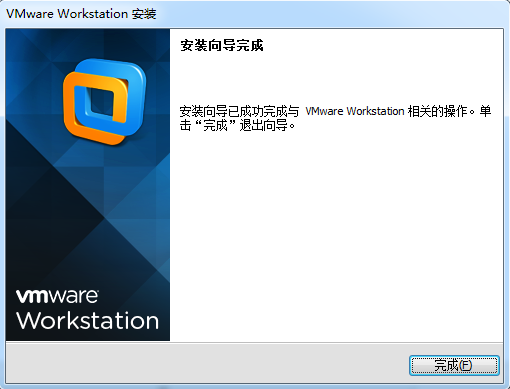 VMware Workstation 安装
安装向导完成
安装向导已成功完成与 VMware Workstation 相关的操作。单
击“完成”退出向导。
vmware
Workstation
完成(F)